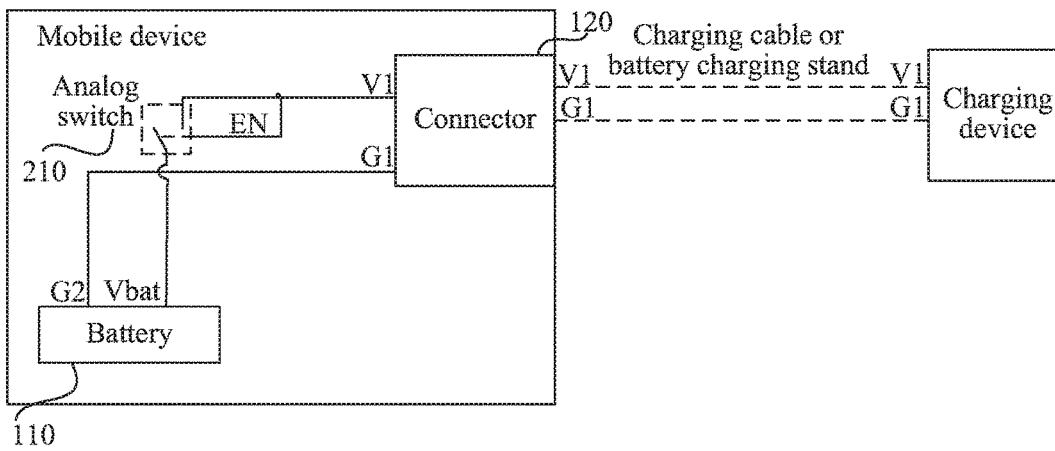 120
Mobile device
Charging cable or
battery charging stand
Analog
switch
V1
V1
V1
EN
Connector
G1
G1
Charging
device
G1
210
G2
Vbat
Battery
110